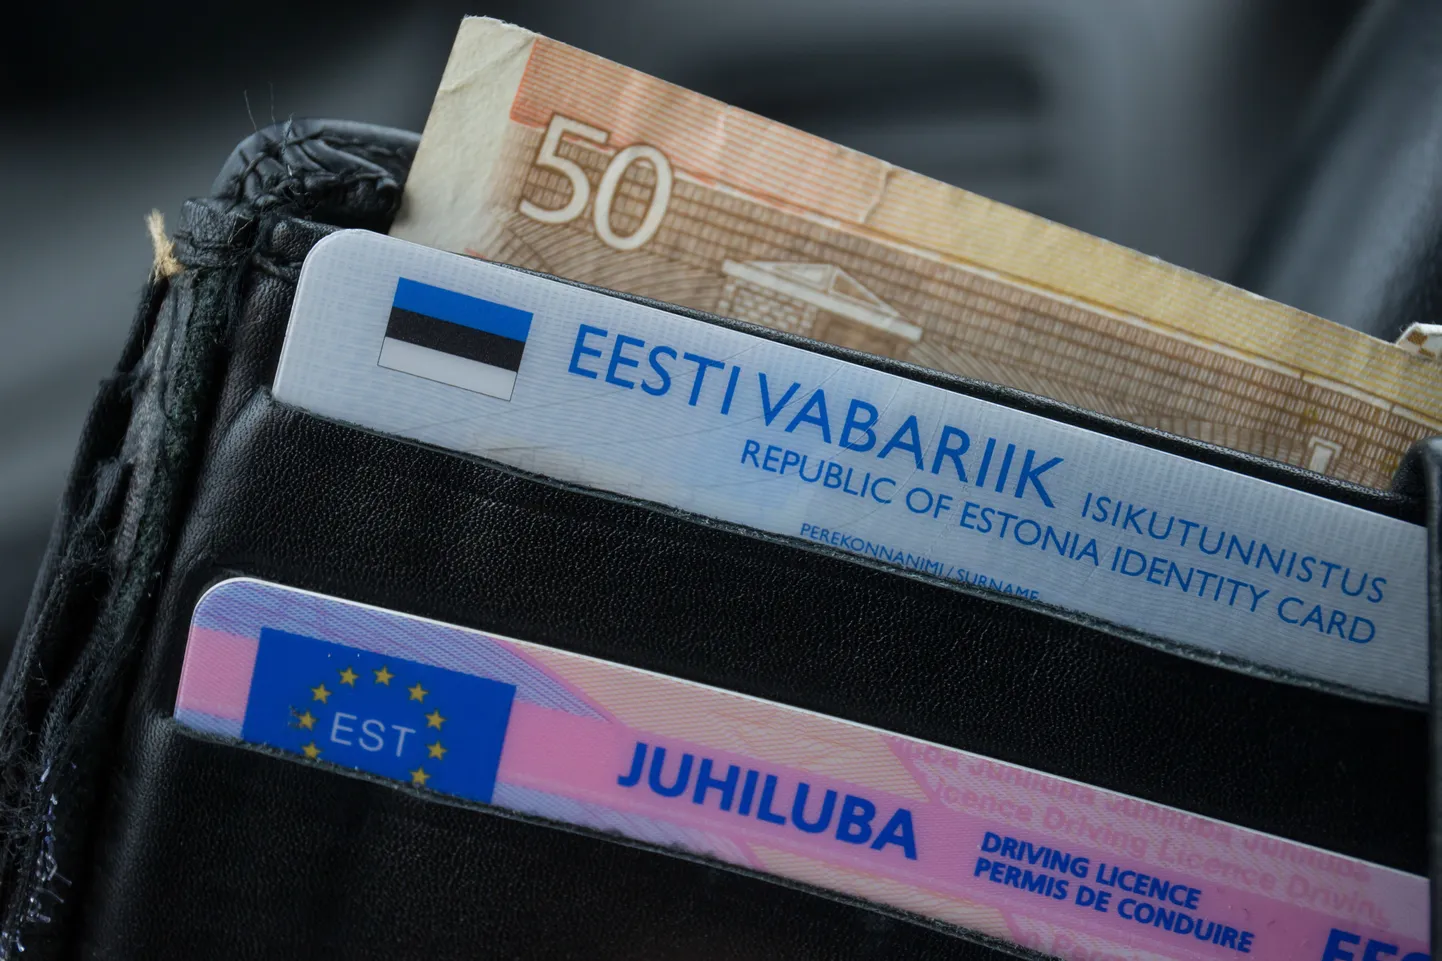 50
EESTI VABARIIK ISIKUTUNNISTUS
REPUBLIC OF ESTONIA IDENTITY CARD
PEREKONNANIMI / SURNAME
EST
JUHILUBA
DRIVING LICENCE
PERMIS DE CONDUIRE